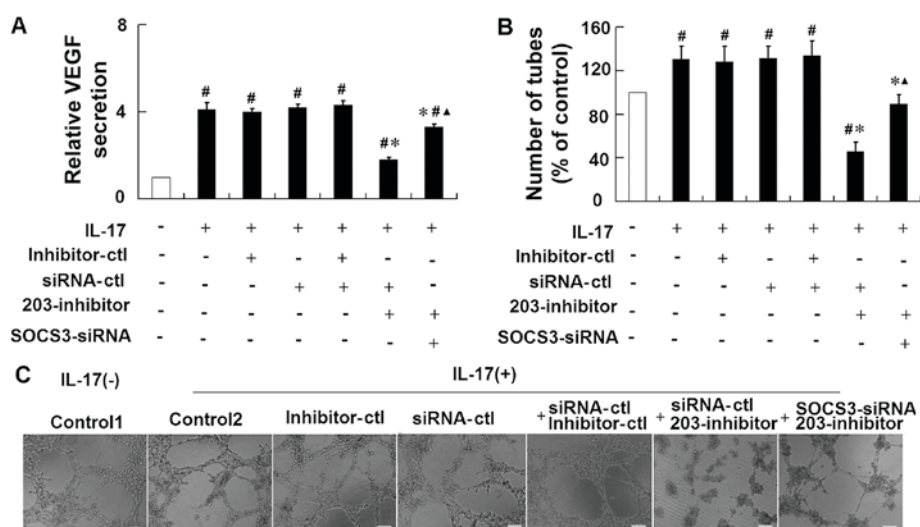 A
Relative VEGF
secretion
8
4
0
# # # # #* *#▲
IL-17 - + + + + + +
Inhibitor-ctl - - + - + - -
siRNA-ctl - - - + + + -
203-inhibitor - - - - - + +
SOCS3-siRNA - - - - - - +
B
Number of tubes
(% of control)
160
120
80
40
0
# # # # #* *▲
IL-17 - + + + + + +
Inhibitor-ctl - - + - + - -
siRNA-ctl - - - + + + -
203-inhibitor - - - - - + +
SOCS3-siRNA - - - - - - +
C
IL-17(-)
IL-17(+)
Control1
Control2
Inhibitor-ctl
siRNA-ctl
siRNA-ctl
+Inhibitor-ctl
siRNA-ctl
+203-inhibitor
SOCS3-siRNA
+203-inhibitor